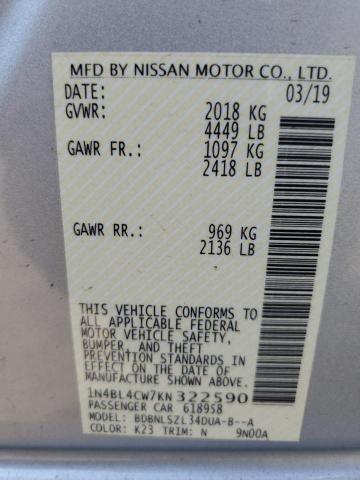 MFD BY NISSAN MOTOR CO., LTD.
DATE: 03/19
GVWR: 2018 KG
4449 LB
GAWR FR.: 1097 KG
2418 LB
GAWR RR.: 969 KG
2136 LB
THIS VEHICLE CONFORMS TO
ALL APPLICABLE FEDERAL
MOTOR VEHICLE SAFETY,
BUMPER, AND THEFT
PREVENTION STANDARDS IN
EFFECT ON THE DATE OF
MANUFACTURE SHOWN ABOVE.
1N4BL4CW7KN322590
PASSENGER CAR 618958
MODEL: BDBNLSZL34DUA-B--A
COLOR: K23 TRIM: N 9N00A